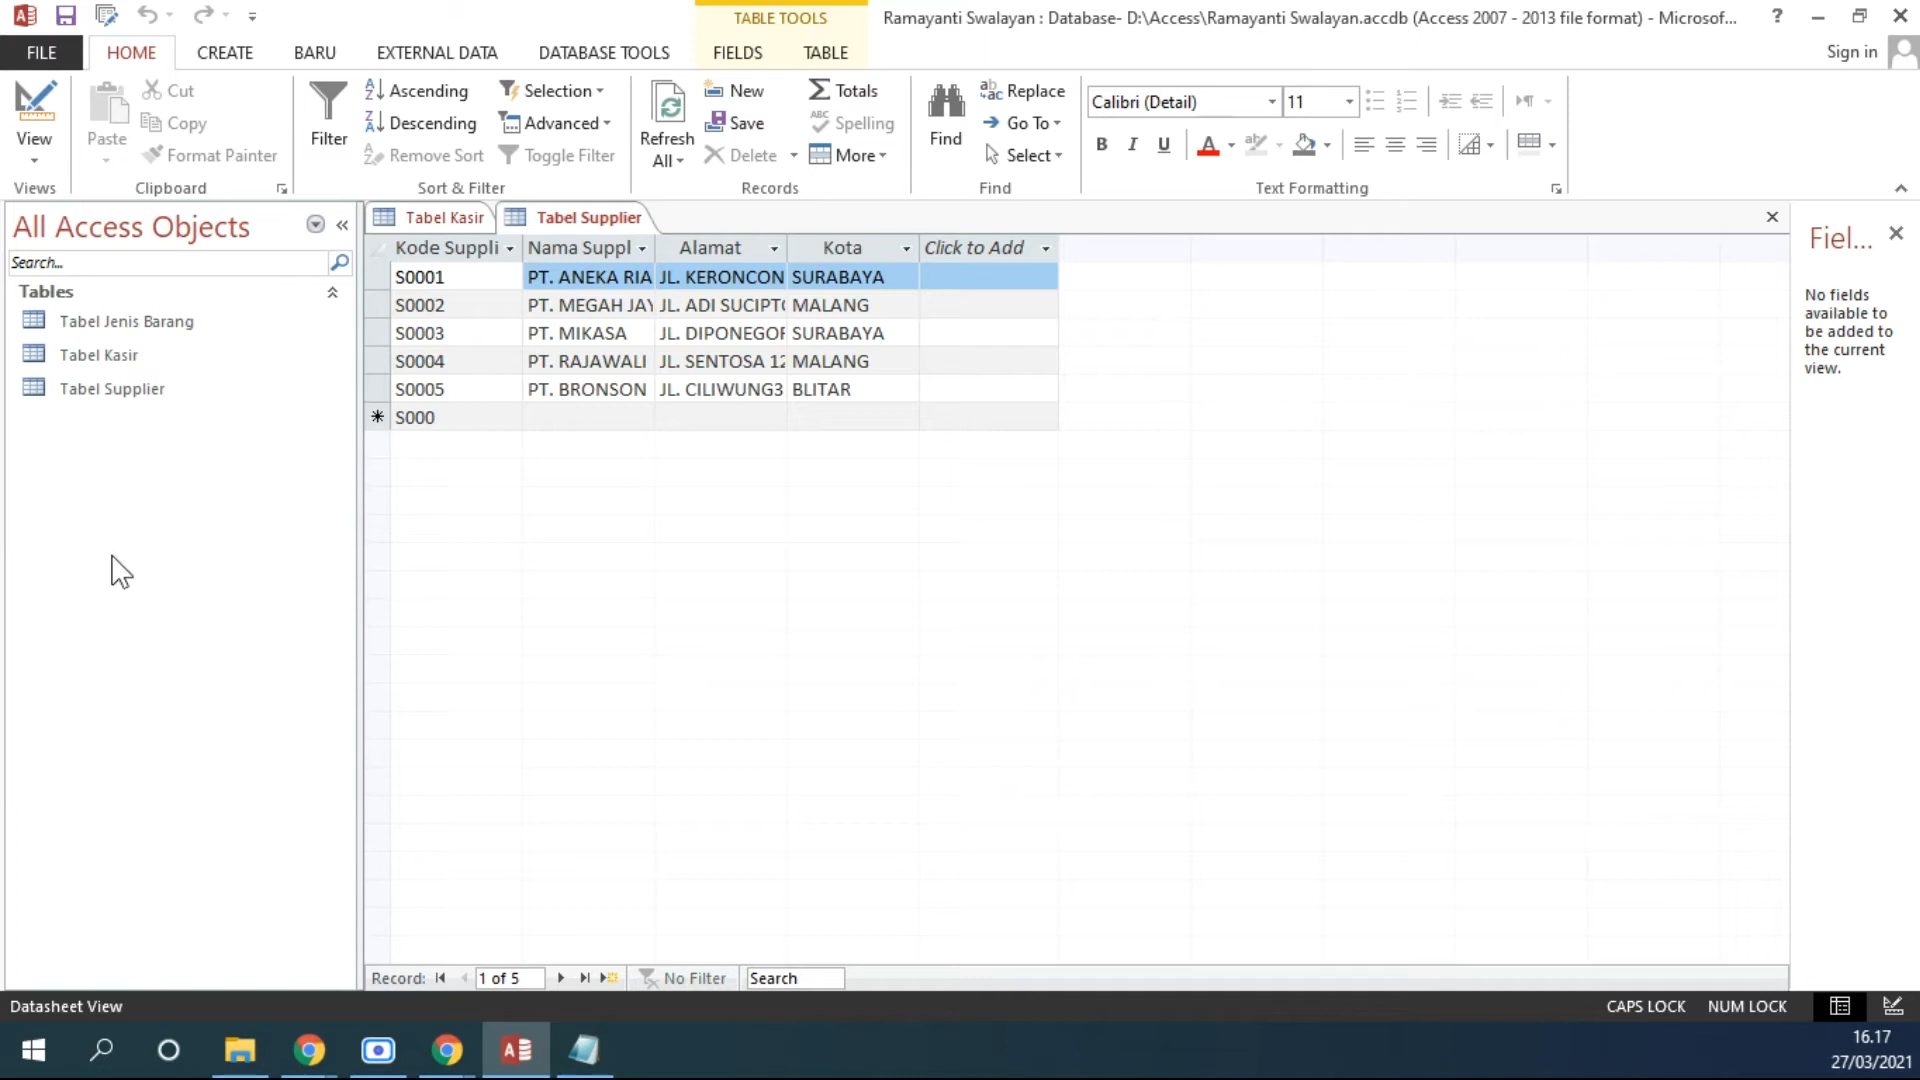 TABLE TOOLS
Ramayanti Swalayan : Database- D:\Access\Ramayanti Swalayan.accdb (Access 2007 - 2013 file format) - Microsof...
?
FILE HOME CREATE BARU EXTERNAL DATA DATABASE TOOLS FIELDS TABLE Sign in
View
Views
Paste
Cut
Copy
Format Painter
Clipboard
Filter
Ascending
Descending
Remove Sort
Selection
Advanced
Toggle Filter
Sort & Filter
Refresh
All
New
Save
Delete
Totals
Spelling
More
Records
Find
Replace
Go To
Select
Find
Calibri (Detail) 11
B I U A
Text Formatting
All Access Objects «
Search...
Tables
Tabel Jenis Barang
Tabel Kasir
Tabel Supplier
Tabel Kasir Tabel Supplier
Kode Suppli Nama Suppl Alamat Kota Click to Add
S0001 PT. ANEKA RIA JL. KERONCON SURABAYA
S0002 PT. MEGAH JAY JL. ADI SUCIPTO MALANG
S0003 PT. MIKASA JL. DIPONEGOR SURABAYA
S0004 PT. RAJAWALI JL. SENTOSA 12 MALANG
S0005 PT. BRONSON JL. CILIWUNG3 BLITAR
* S000
Fiel...
No fields
available to
be added to
the current
view.
Record: 1 of 5 No Filter Search
Datasheet View CAPS LOCK NUM LOCK
16.17
27/03/2021